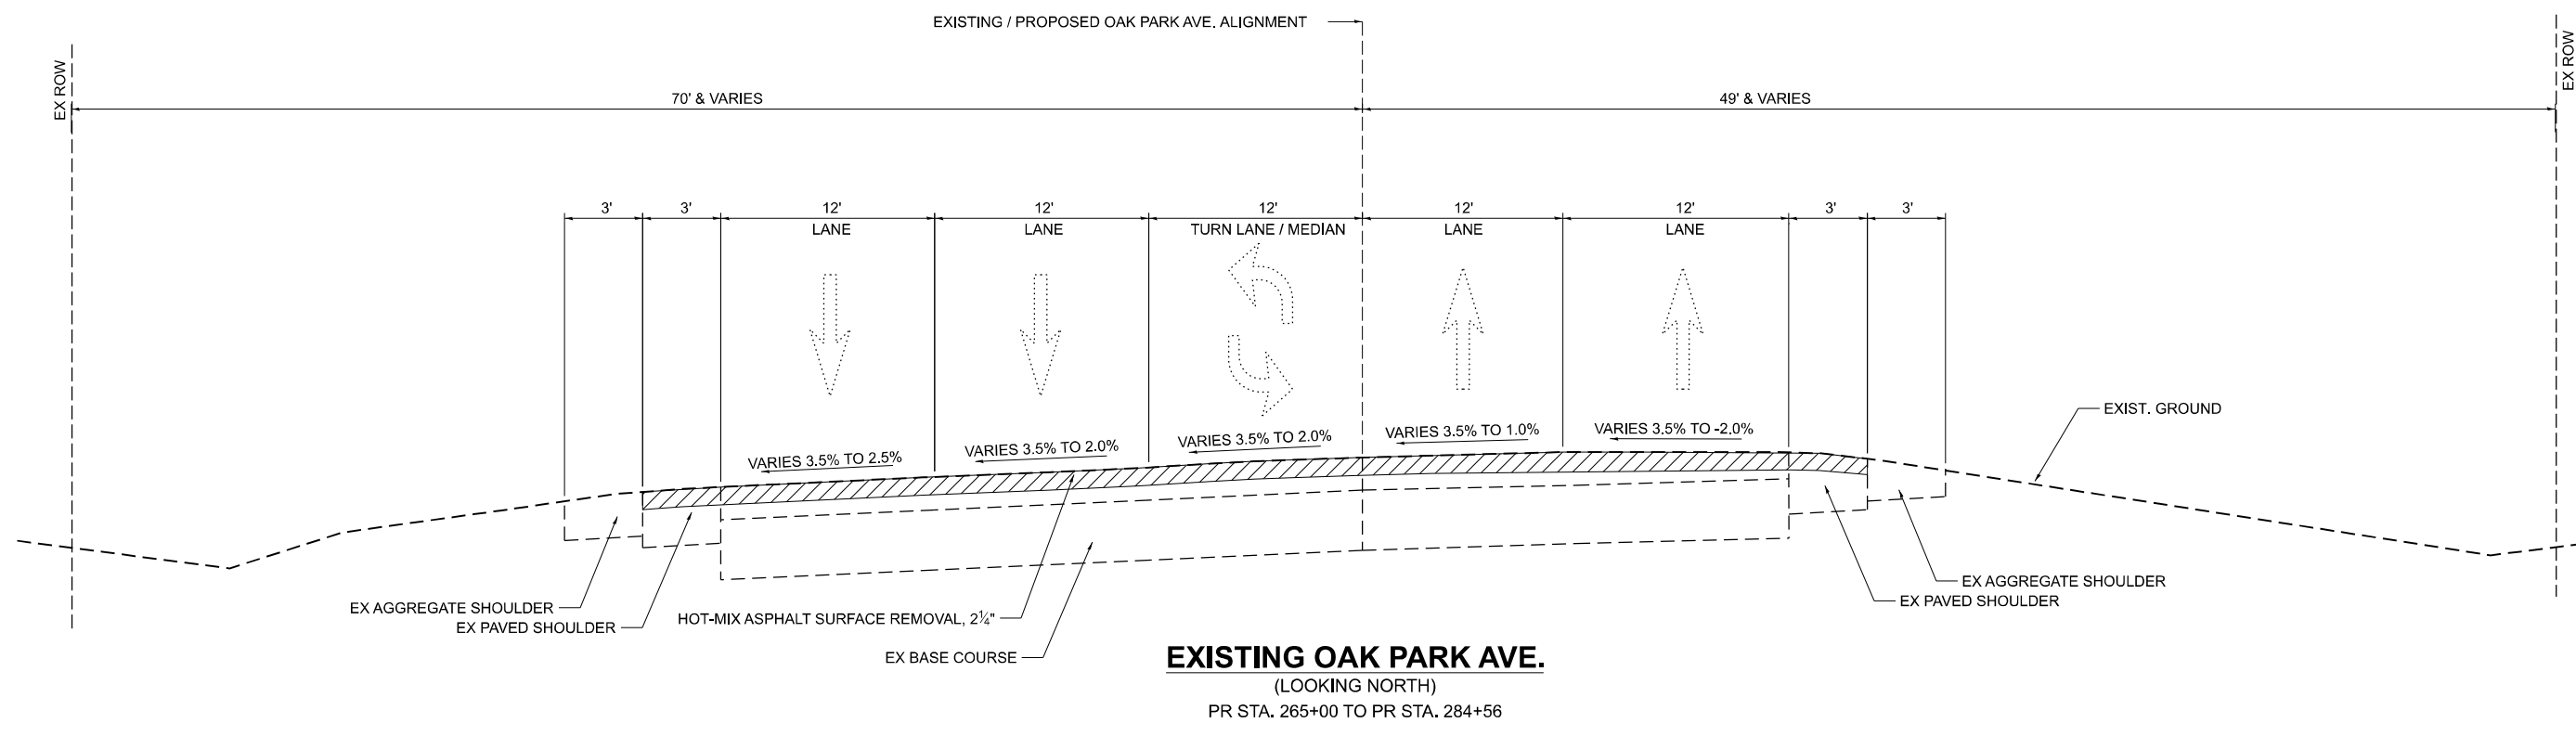 EXISTING / PROPOSED OAK PARK AVE. ALIGNMENT
EX ROW
EX ROW
70' & VARIES
49' & VARIES
3'
3'
12'
12'
12'
12'
12'
3'
3'
LANE
LANE
TURN LANE / MEDIAN
LANE
LANE
EXIST. GROUND
VARIES 3.5% TO 2.5%
VARIES 3.5% TO 2.0%
VARIES 3.5% TO 2.0%
VARIES 3.5% TO 1.0%
VARIES 3.5% TO -2.0%
EX AGGREGATE SHOULDER
EX PAVED SHOULDER
HOT-MIX ASPHALT SURFACE REMOVAL, 2¼"
EX BASE COURSE
EX AGGREGATE SHOULDER
EX PAVED SHOULDER
EXISTING OAK PARK AVE.
(LOOKING NORTH)
PR STA. 265+00 TO PR STA. 284+56